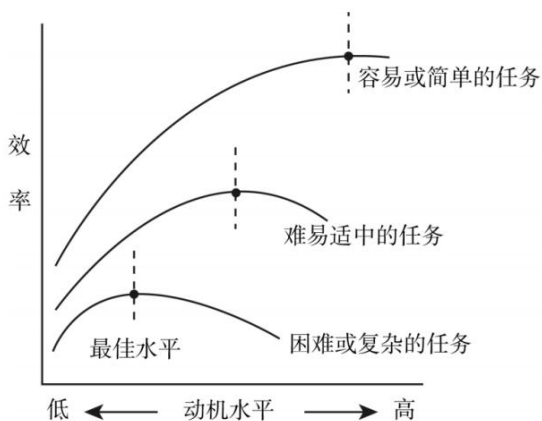 容易或简单的任务
效率
难易适中的任务
最佳水平
困难或复杂的任务
低 动机水平 高